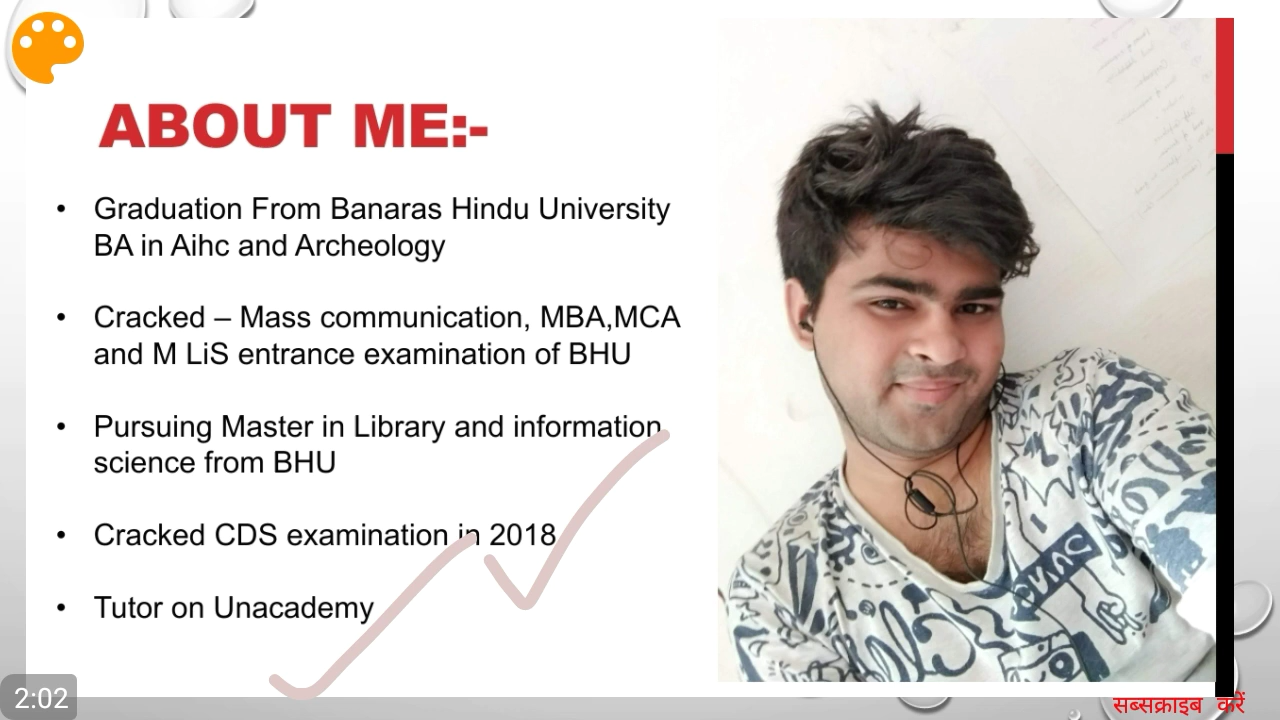 ABOUT ME:-
• Graduation From Banaras Hindu University
BA in Aihc and Archeology
• Cracked – Mass communication, MBA,MCA
and M LiS entrance examination of BHU
• Pursuing Master in Library and information
science from BHU
• Cracked CDS examination in 2018
• Tutor on Unacademy
2:02
सब्सक्राइब करें